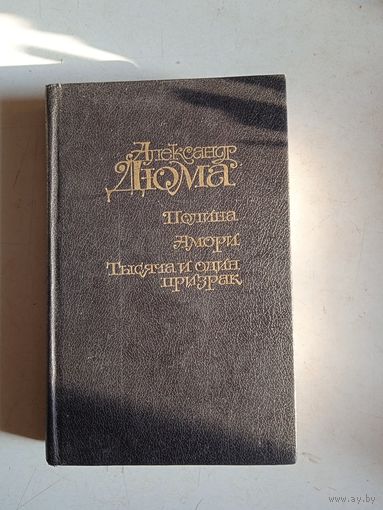 Александр
Дюма
Полина
Амори
Тысяча и один
призрак
www.ay.by